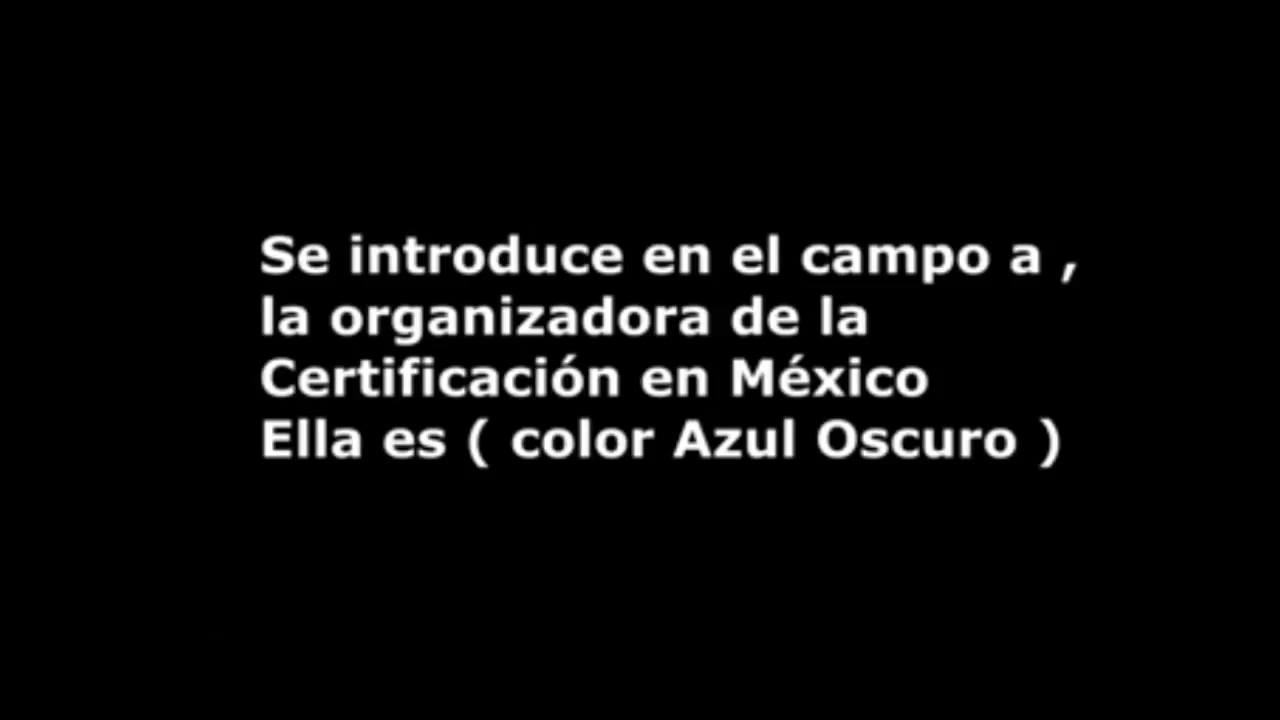 Se introduce en el campo a ,
la organizadora de la
Certificación en México
Ella es ( color Azul Oscuro )